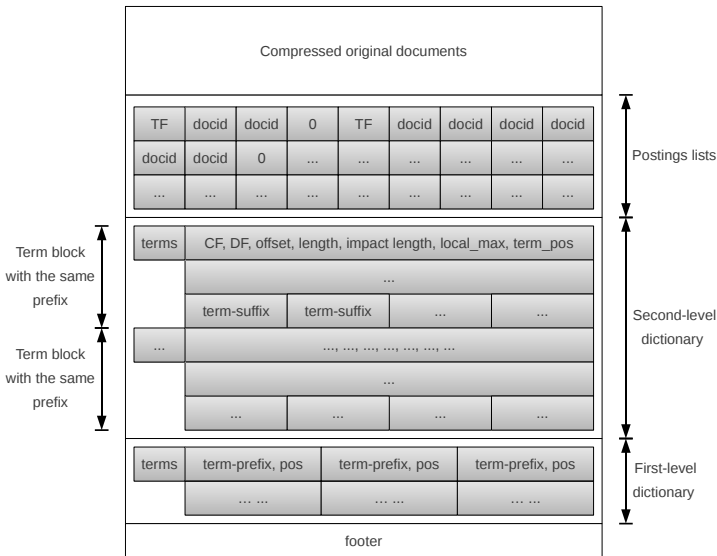 Compressed original documents
TF docid docid 0 TF docid docid docid docid
docid docid 0 ... ... ... ... ... ...
... ... ... ... ... ... ... ... ...
Postings lists
Term block
with the same
prefix
terms CF, DF, offset, length, impact length, local_max, term_pos
...
term-suffix term-suffix ... ...
Term block
with the same
prefix
... ..., ..., ..., ..., ..., ..., ...
...
... ... ... ...
Second-level
dictionary
terms term-prefix, pos term-prefix, pos term-prefix, pos
... ... ... ... ... ...
First-level
dictionary
footer